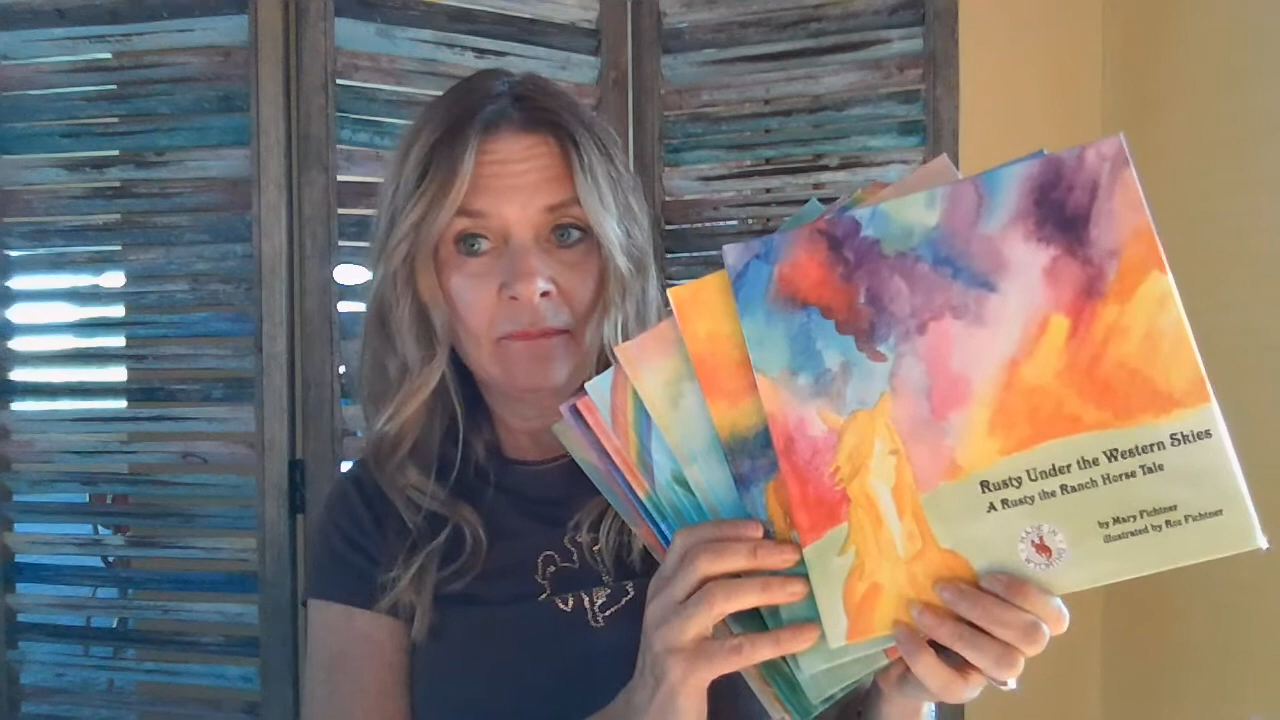 Rusty Under the Western Skies
A Rusty the Ranch Horse Tale
by Mary Fichtner
illustrated by Roz Fichtner